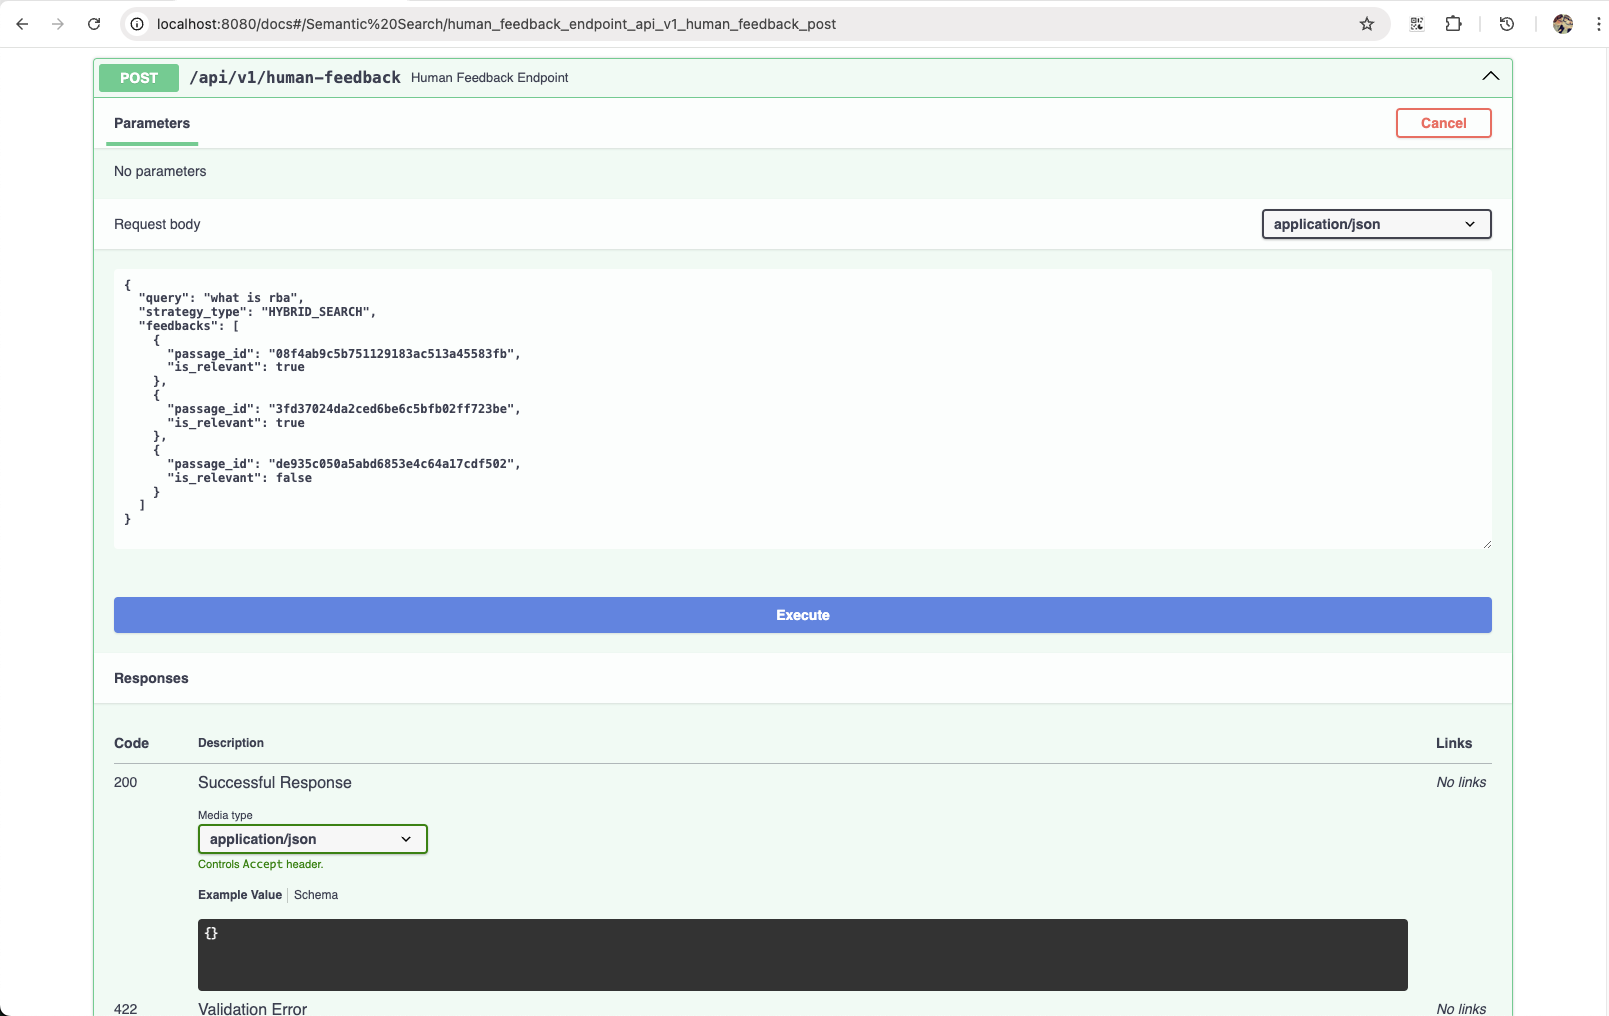 localhost:8080/docs#/Semantic%20Search/human_feedback_endpoint_api_v1_human_feedback_post
POST /api/v1/human-feedback Human Feedback Endpoint
Parameters
Cancel
No parameters
Request body
application/json
{
  "query": "what is rba",
  "strategy_type": "HYBRID_SEARCH",
  "feedbacks": [
    {
      "passage_id": "08f4ab9c5b751129183ac513a45583fb",
      "is_relevant": true
    },
    {
      "passage_id": "3fd37024da2ced6be6c5bfb02ff723be",
      "is_relevant": true
    },
    {
      "passage_id": "de935c050a5abd6853e4c64a17cdf502",
      "is_relevant": false
    }
  ]
}
Execute
Responses
Code Description Links
200 Successful Response No links
Media type
application/json
Controls Accept header.
Example Value Schema
{}
422 Validation Error No links